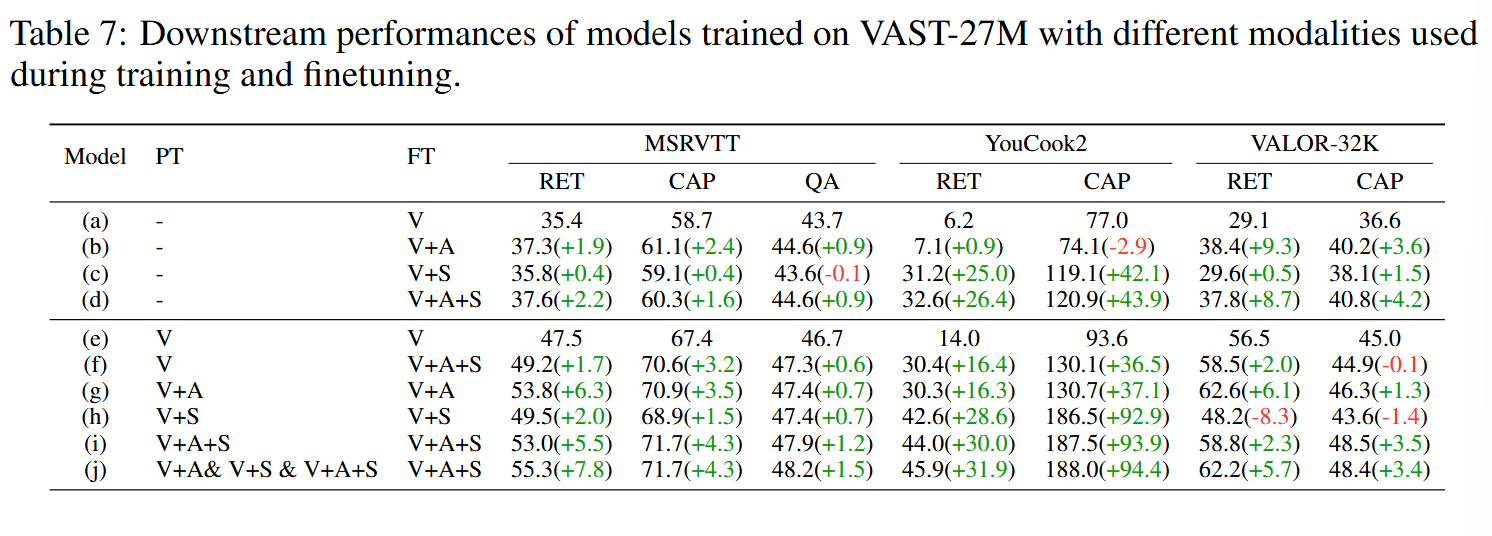 Table 7: Downstream performances of models trained on VAST-27M with different modalities used
during training and finetuning.
Model PT FT MSRVTT YouCook2 VALOR-32K
RET CAP QA RET CAP RET CAP
(a) - V 35.4 58.7 43.7 6.2 77.0 29.1 36.6
(b) - V+A 37.3(+1.9) 61.1(+2.4) 44.6(+0.9) 7.1(+0.9) 74.1(-2.9) 38.4(+9.3) 40.2(+3.6)
(c) - V+S 35.8(+0.4) 59.1(+0.4) 43.6(-0.1) 31.2(+25.0) 119.1(+42.1) 29.6(+0.5) 38.1(+1.5)
(d) - V+A+S 37.6(+2.2) 60.3(+1.6) 44.6(+0.9) 32.6(+26.4) 120.9(+43.9) 37.8(+8.7) 40.8(+4.2)
(e) V V 47.5 67.4 46.7 14.0 93.6 56.5 45.0
(f) V V+A+S 49.2(+1.7) 70.6(+3.2) 47.3(+0.6) 30.4(+16.4) 130.1(+36.5) 58.5(+2.0) 44.9(-0.1)
(g) V+A V+A 53.8(+6.3) 70.9(+3.5) 47.4(+0.7) 30.3(+16.3) 130.7(+37.1) 62.6(+6.1) 46.3(+1.3)
(h) V+S V+S 49.5(+2.0) 68.9(+1.5) 47.4(+0.7) 42.6(+28.6) 186.5(+92.9) 48.2(-8.3) 43.6(-1.4)
(i) V+A+S V+A+S 53.0(+5.5) 71.7(+4.3) 47.9(+1.2) 44.0(+30.0) 187.5(+93.9) 58.8(+2.3) 48.5(+3.5)
(j) V+A& V+S & V+A+S V+A+S 55.3(+7.8) 71.7(+4.3) 48.2(+1.5) 45.9(+31.9) 188.0(+94.4) 62.2(+5.7) 48.4(+3.4)